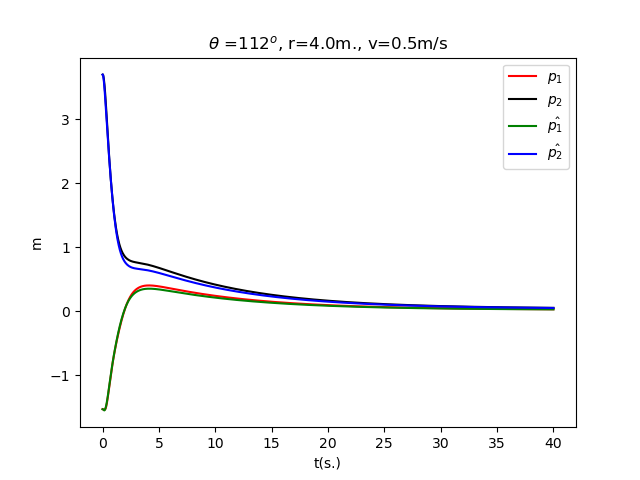 θ =112°, r=4.0m., v=0.5m/s
p₁
p₂
p̂₁
p̂₂
3
2
1
0
−1
m
0 5 10 15 20 25 30 35 40
t(s.)